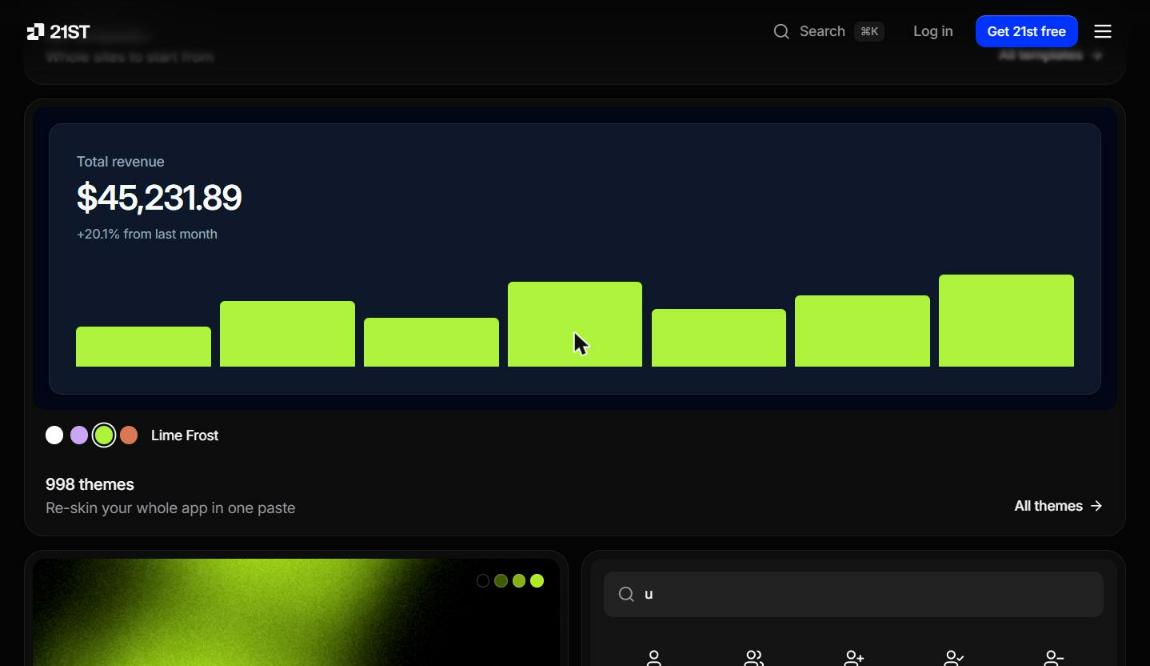 21ST
Search ⌘K
Log in
Get 21st free
Whole sites to start from
All templates →
Total revenue
$45,231.89
+20.1% from last month
Lime Frost
998 themes
Re-skin your whole app in one paste
All themes →
u